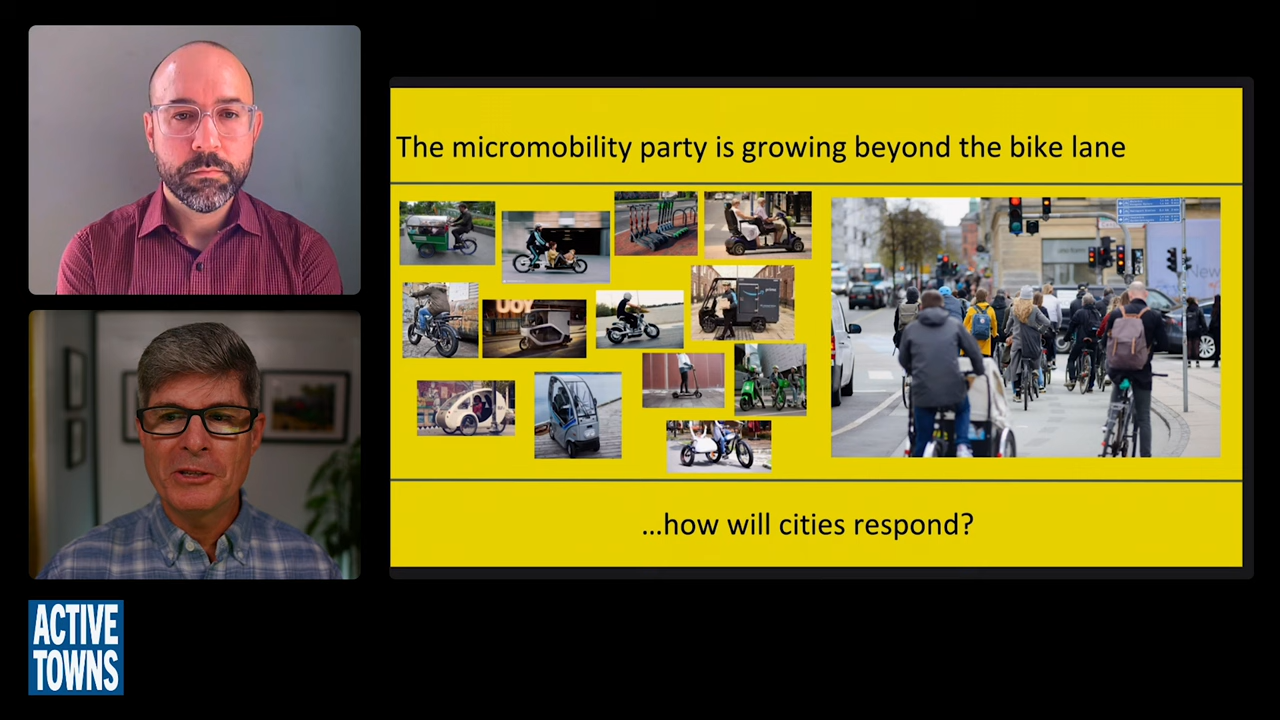 The micromobility party is growing beyond the bike lane
...how will cities respond?
ACTIVE
TOWNS